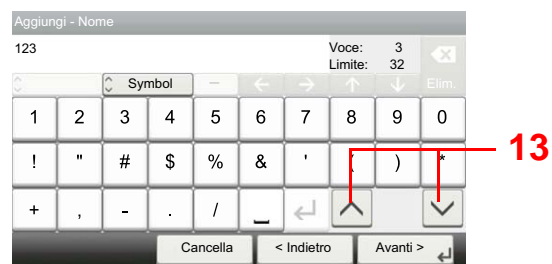 Aggiungi - Nome
123 Voce: 3
Limite: 32
Symbol Elim.
1 2 3 4 5 6 7 8 9 0
! " # $ % & ' ( ) *
+ , - . / _
Cancella < Indietro Avanti >
13